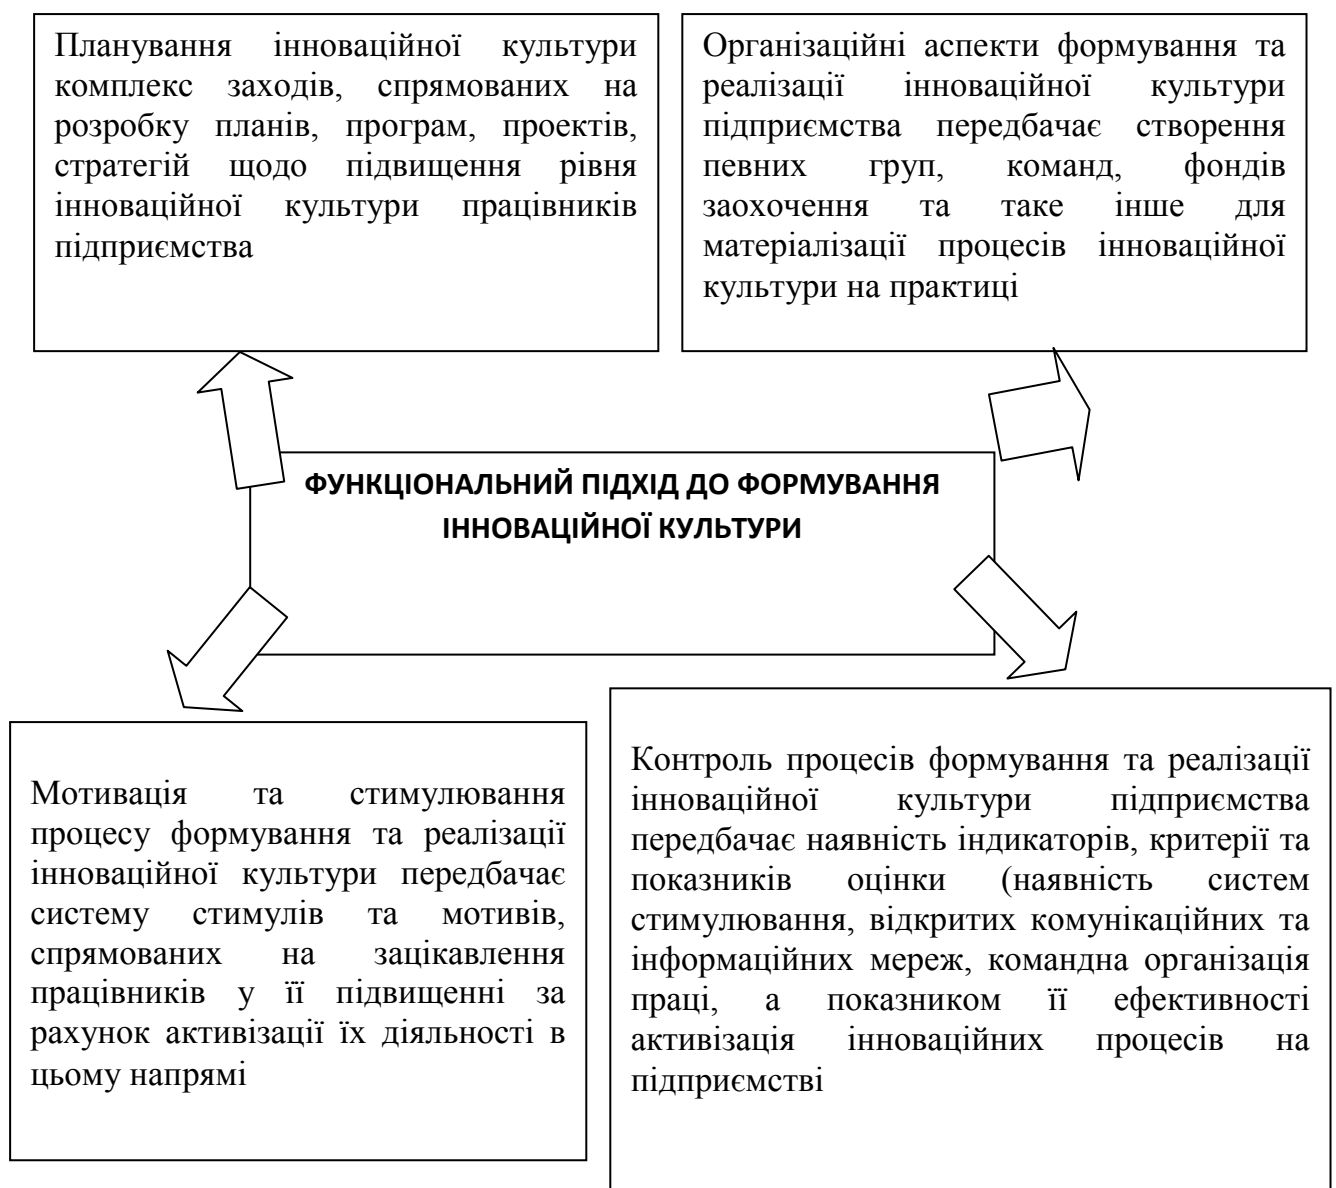 Планування інноваційної культури
комплекс заходів, спрямованих на
розробку планів, програм, проектів,
стратегій щодо підвищення рівня
інноваційної культури працівників
підприємства
Організаційні аспекти формування та
реалізації інноваційної культури
підприємства передбачає створення
певних груп, команд, фондів
заохочення та таке інше для
матеріалізації процесів інноваційної
культури на практиці
ФУНКЦІОНАЛЬНИЙ ПІДХІД ДО ФОРМУВАННЯ
ІННОВАЦІЙНОЇ КУЛЬТУРИ
Мотивація та стимулювання
процесу формування та реалізації
інноваційної культури передбачає
систему стимулів та мотивів,
спрямованих на зацікавлення
працівників у її підвищенні за
рахунок активізації їх діяльності в
цьому напрямі
Контроль процесів формування та реалізації
інноваційної культури підприємства
передбачає наявність індикаторів, критерії та
показників оцінки (наявність систем
стимулювання, відкритих комунікаційних та
інформаційних мереж, командна організація
праці, а показником її ефективності
активізація інноваційних процесів на
підприємстві